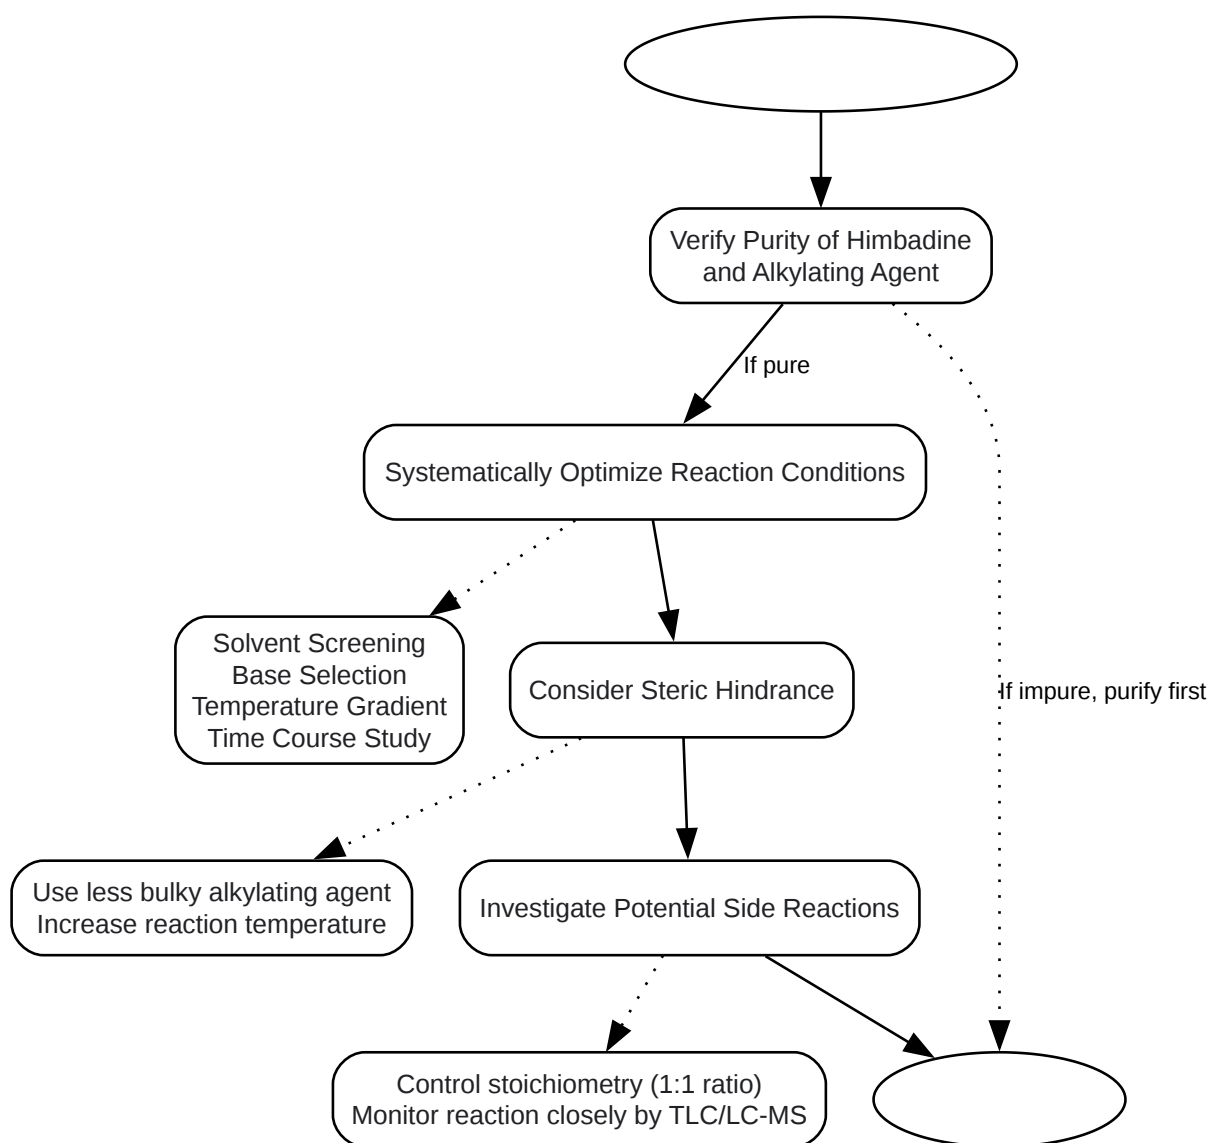 Verify Purity of Himbadine
and Alkylating Agent
If pure
Systematically Optimize Reaction Conditions
Solvent Screening
Base Selection
Temperature Gradient
Time Course Study
Consider Steric Hindrance
If impure, purify first
Use less bulky alkylating agent
Increase reaction temperature
Investigate Potential Side Reactions
Control stoichiometry (1:1 ratio)
Monitor reaction closely by TLC/LC-MS